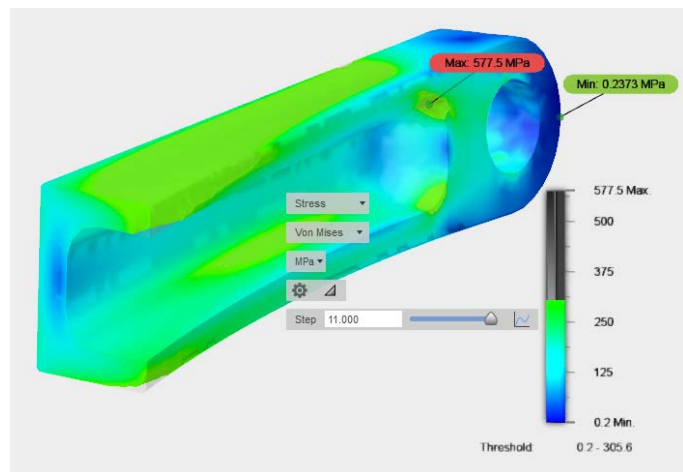 Max: 577.5 MPa
Min: 0.2373 MPa
Stress
Von Mises
MPa
Step 11.000
577.5 Max.
500
375
250
125
0.2 Min.
Threshold: 0.2 - 305.6